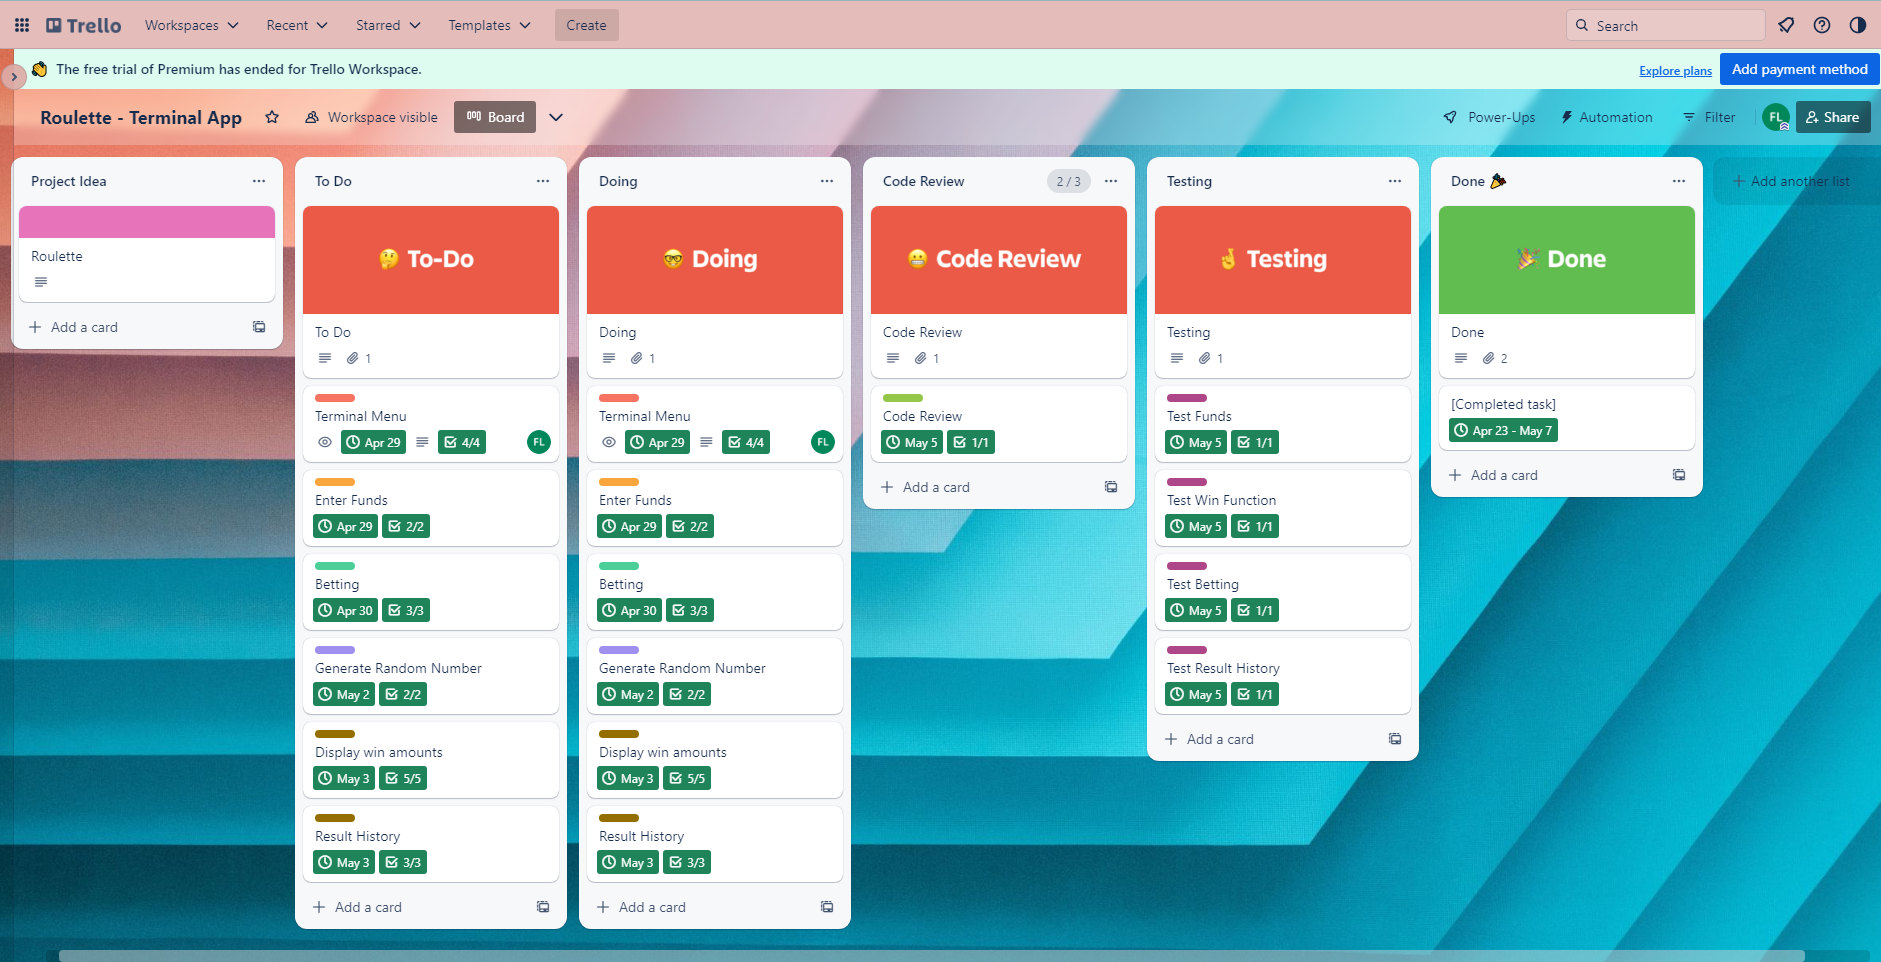 Trello Workspaces Recent Starred Templates Create Search
The free trial of Premium has ended for Trello Workspace. Explore plans Add payment method
Roulette - Terminal App Workspace visible Board Power-Ups Automation Filter FL Share
Project Idea
Roulette
Add a card
To Do
🤔 To-Do
To Do
1
Terminal Menu
Apr 29 4/4 FL
Enter Funds
Apr 29 2/2
Betting
Apr 30 3/3
Generate Random Number
May 2 2/2
Display win amounts
May 3 5/5
Result History
May 3 3/3
Add a card
Doing
🤓 Doing
Doing
1
Terminal Menu
Apr 29 4/4 FL
Enter Funds
Apr 29 2/2
Betting
Apr 30 3/3
Generate Random Number
May 2 2/2
Display win amounts
May 3 5/5
Result History
May 3 3/3
Add a card
Code Review 2 / 3
😬 Code Review
Code Review
1
Code Review
May 5 1/1
Add a card
Testing
🤞 Testing
Testing
1
Test Funds
May 5 1/1
Test Win Function
May 5 1/1
Test Betting
May 5 1/1
Test Result History
May 5 1/1
Add a card
Done 🎉
🎉 Done
Done
2
[Completed task]
Apr 23 - May 7
Add a card
Add another list